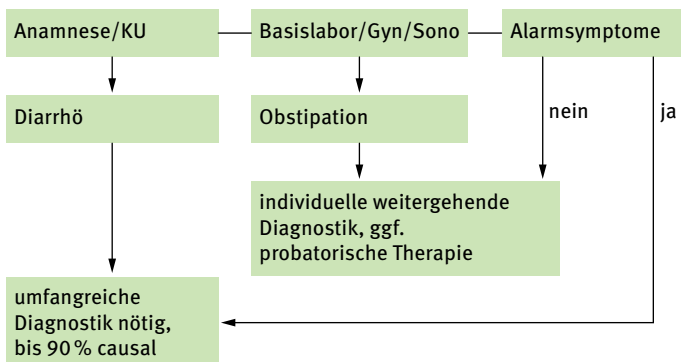 Anamnese/KU
Basislabor/Gyn/Sono
Alarmsymptome
Diarrhö
Obstipation
nein
ja
individuelle weitergehende
Diagnostik, ggf.
probatorische Therapie
umfangreiche
Diagnostik nötig,
bis 90 % causal